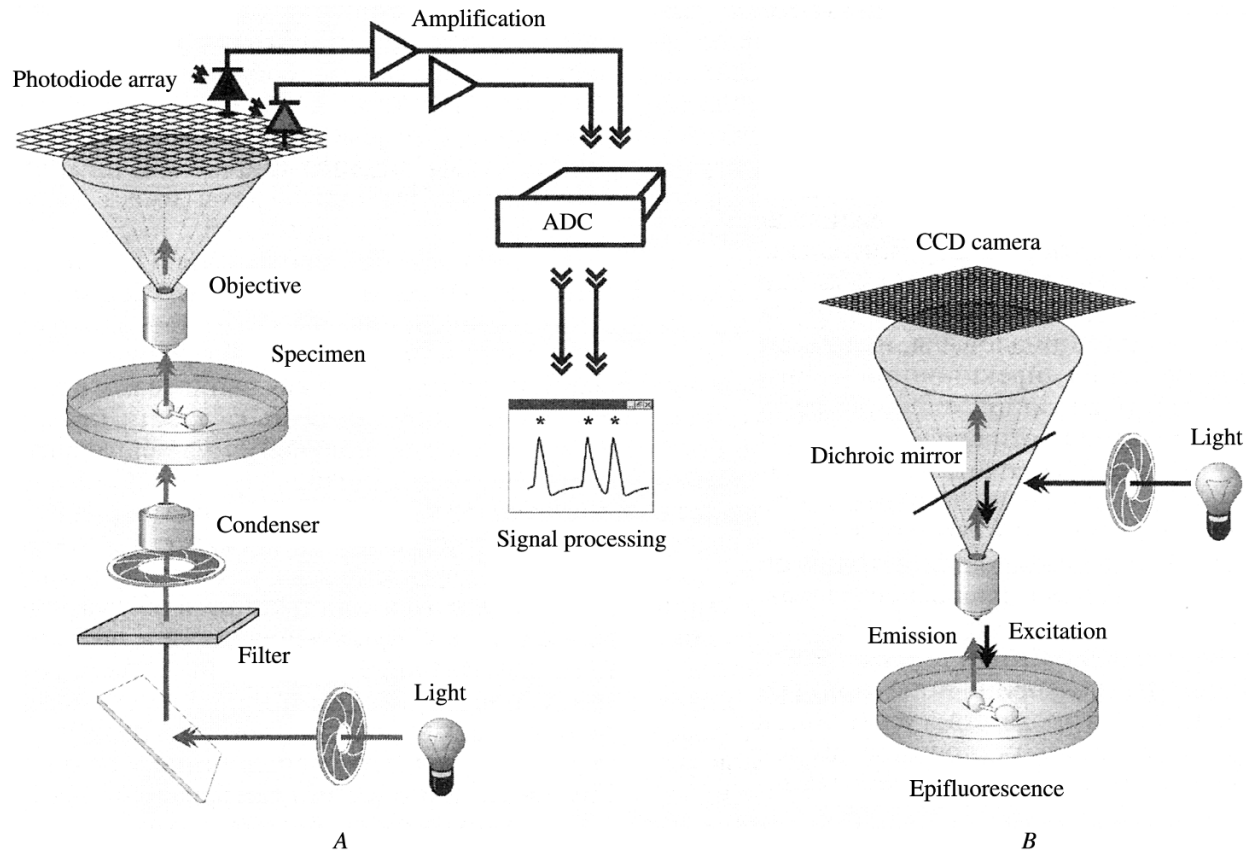 Amplification
Photodiode array
ADC
Objective
Specimen
* * *
Signal processing
Condenser
Filter
Light
A
CCD camera
Dichroic mirror
Light
Emission
Excitation
Epifluorescence
B